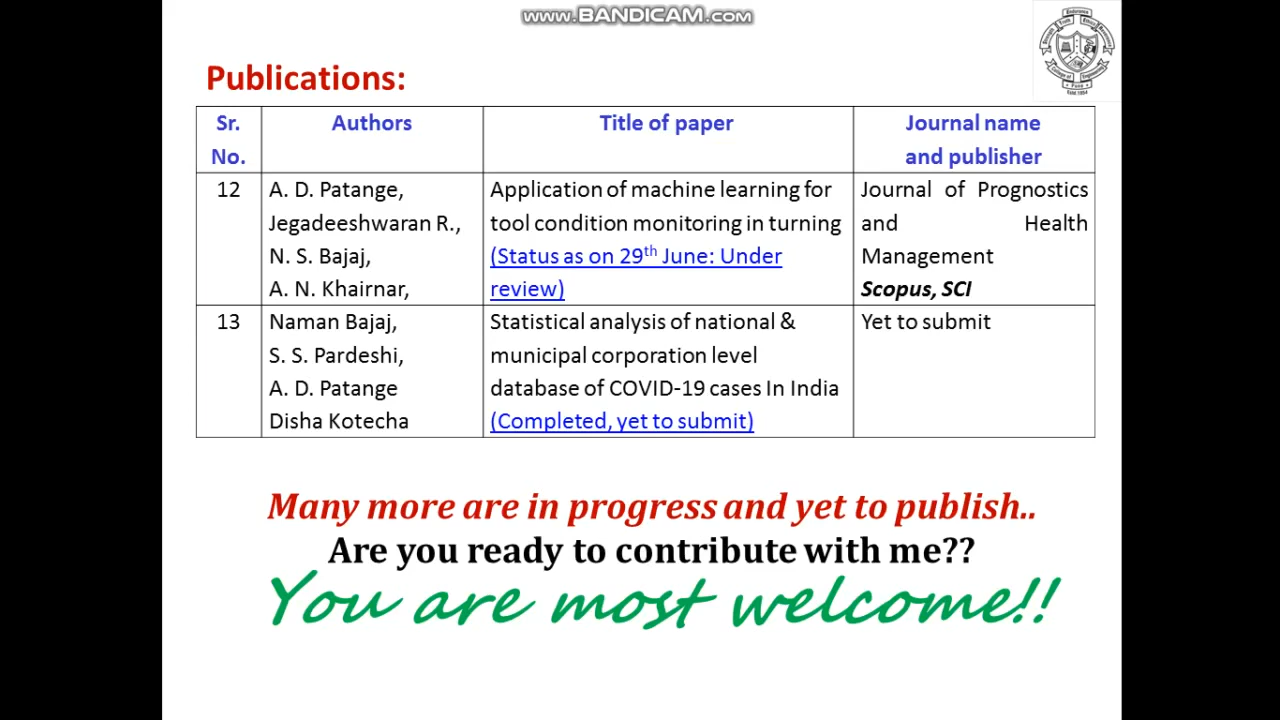 www.BANDICAM.com
Publications:
Sr. No.
Authors
Title of paper
Journal name and publisher
12
A. D. Patange,
Jegadeeshwaran R.,
N. S. Bajaj,
A. N. Khairnar,
Application of machine learning for
tool condition monitoring in turning
(Status as on 29th June: Under
review)
Journal of Prognostics
and Health
Management
Scopus, SCI
13
Naman Bajaj,
S. S. Pardeshi,
A. D. Patange
Disha Kotecha
Statistical analysis of national &
municipal corporation level
database of COVID-19 cases In India
(Completed, yet to submit)
Yet to submit
Many more are in progress and yet to publish..
Are you ready to contribute with me??
You are most welcome!!